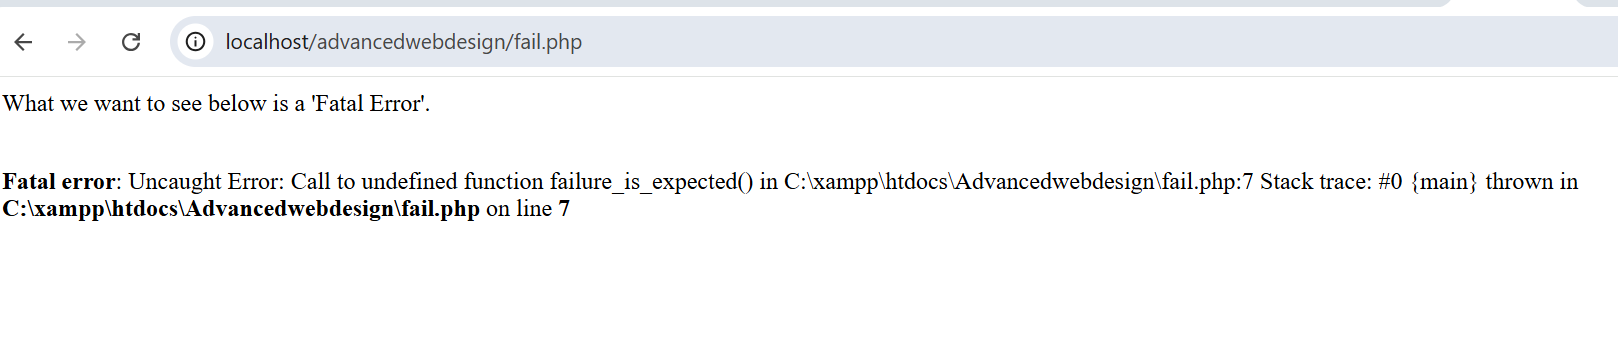 localhost/advancedwebdesign/fail.php
What we want to see below is a 'Fatal Error'.
Fatal error: Uncaught Error: Call to undefined function failure_is_expected() in C:\xampp\htdocs\Advancedwebdesign\fail.php:7 Stack trace: #0 {main} thrown in
C:\xampp\htdocs\Advancedwebdesign\fail.php on line 7